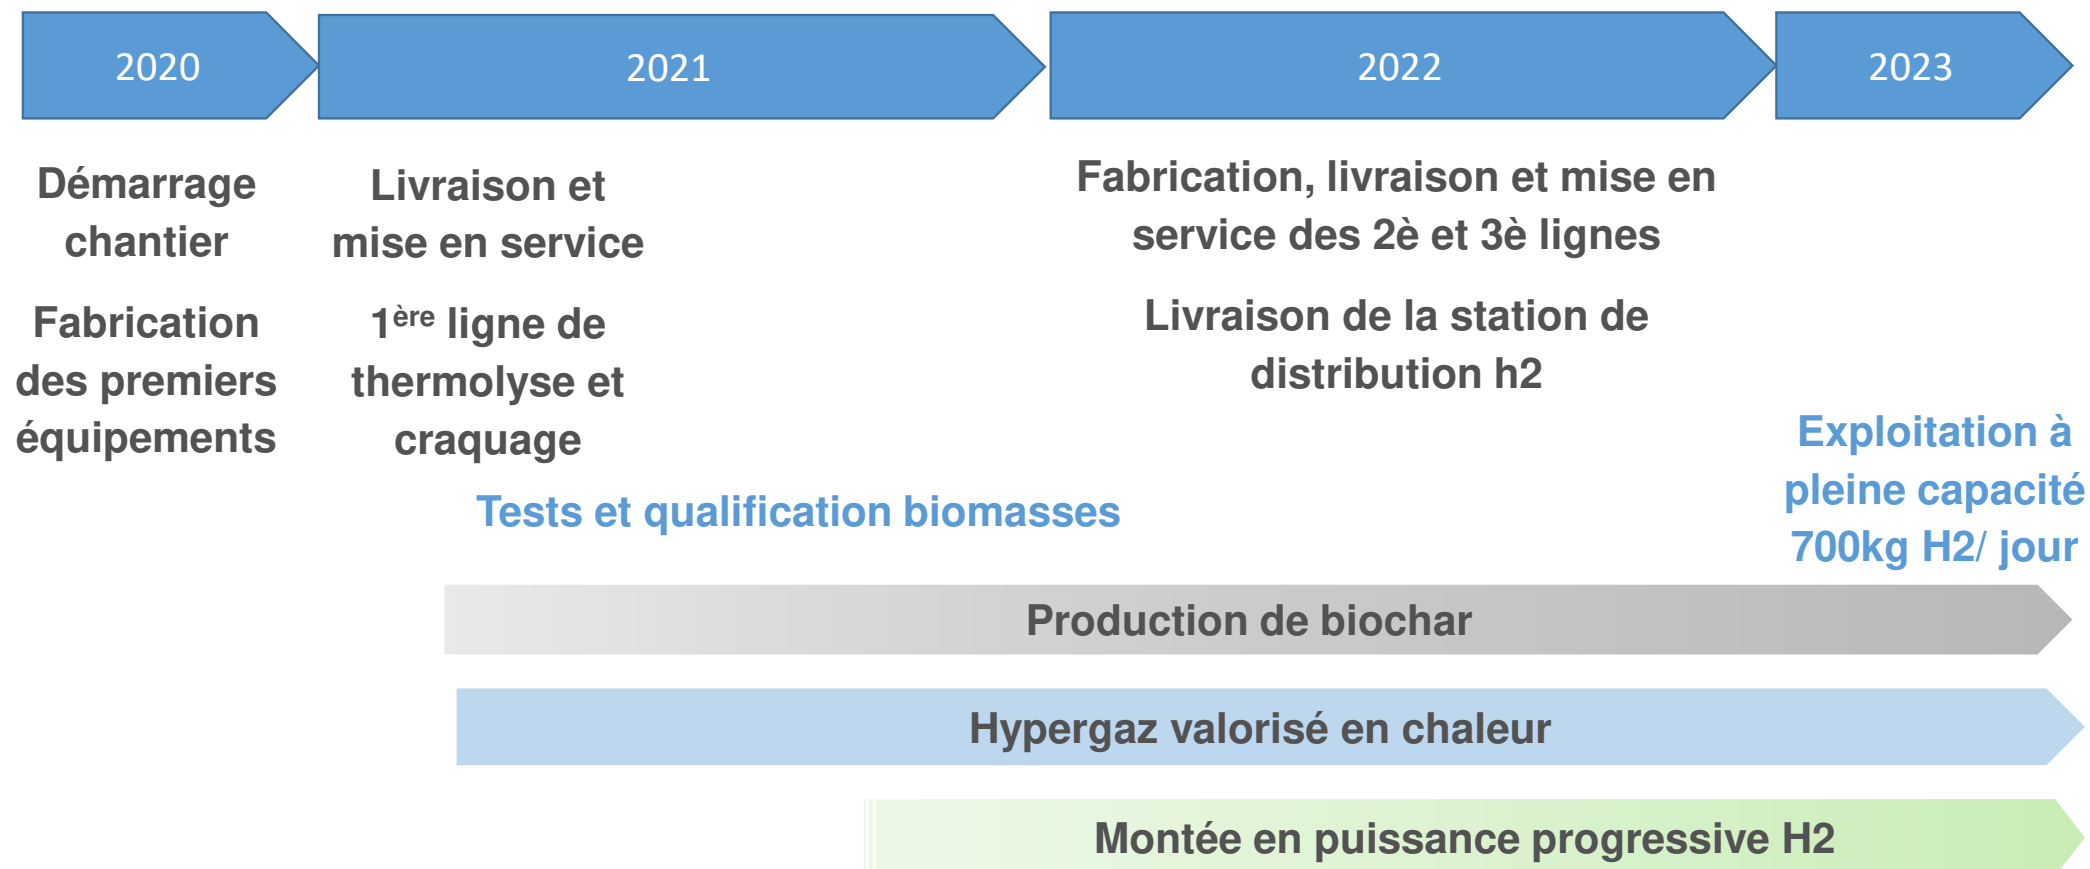 2020
2021
2022
2023
Démarrage
chantier
Fabrication
des premiers
équipements
Livraison et
mise en service
1ère ligne de
thermolyse et
craquage
Fabrication, livraison et mise en
service des 2è et 3è lignes
Livraison de la station de
distribution h2
Exploitation à
pleine capacité
700kg H2/ jour
Tests et qualification biomasses
Production de biochar
Hypergaz valorisé en chaleur
Montée en puissance progressive H2